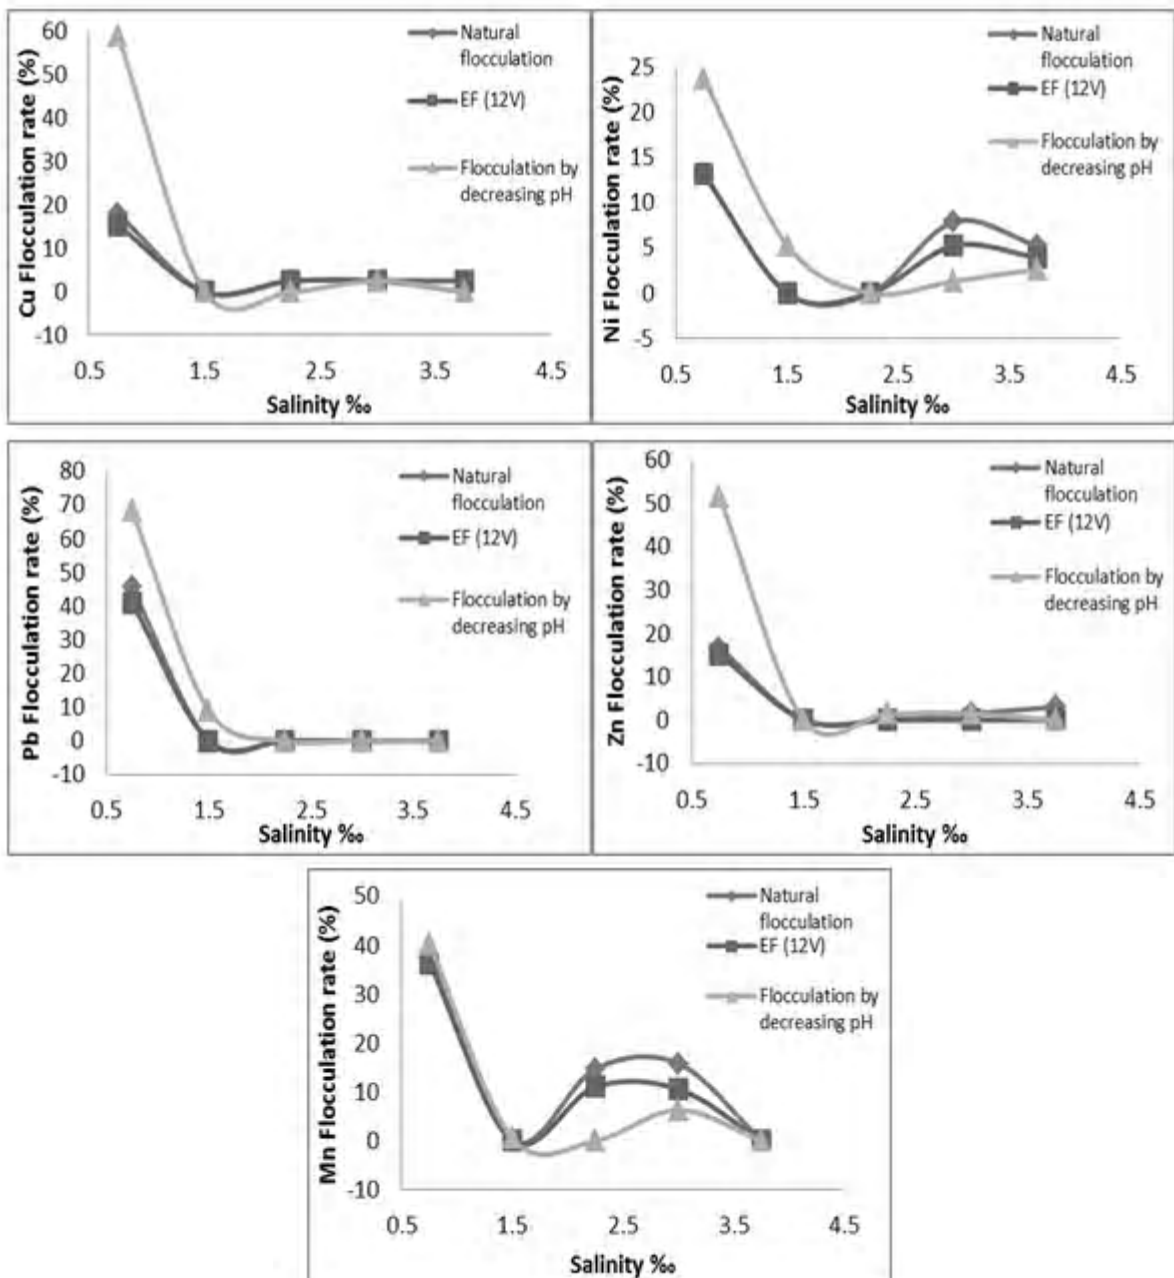 Cu Flocculation rate (%)
60
50
40
30
20
10
0
-10
0.5 1.5 2.5 3.5 4.5
Salinity ‰
Natural
flocculation
EF (12V)
Flocculation by
decreasing pH
Ni Flocculation rate (%)
25
20
15
10
5
0
-5
0.5 1.5 2.5 3.5 4.5
Salinity ‰
Natural
flocculation
EF (12V)
Flocculation by
decreasing pH
Pb Flocculation rate (%)
80
70
60
50
40
30
20
10
0
-10
0.5 1.5 2.5 3.5 4.5
Salinity ‰
Natural
flocculation
EF (12V)
Flocculation by
decreasing pH
Zn Flocculation rate (%)
60
50
40
30
20
10
0
-10
0.5 1.5 2.5 3.5 4.5
Salinity ‰
Natural
flocculation
EF (12V)
Flocculation by
decreasing pH
Mn Flocculation rate (%)
50
40
30
20
10
0
-10
0.5 1.5 2.5 3.5 4.5
Salinity ‰
Natural
flocculation
EF (12V)
Flocculation by
decreasing pH